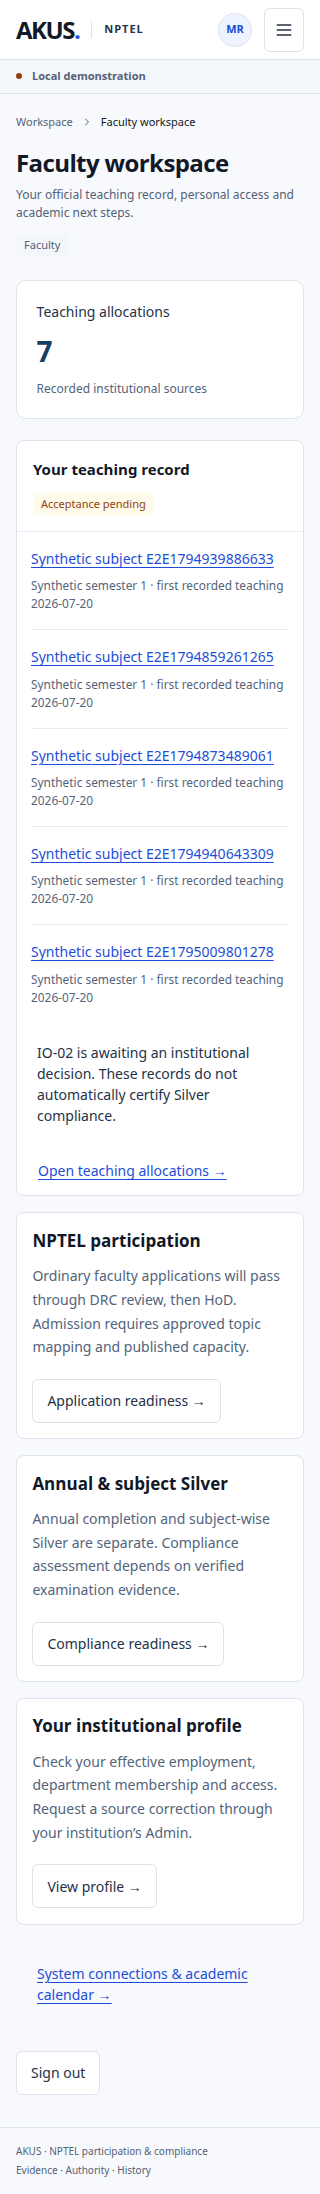 AKUS. NPTEL MR
Local demonstration
Workspace > Faculty workspace
Faculty workspace
Your official teaching record, personal access and
academic next steps.
Faculty
Teaching allocations
7
Recorded institutional sources
Your teaching record
Acceptance pending
Synthetic subject E2E1794939886633
Synthetic semester 1 · first recorded teaching
2026-07-20
Synthetic subject E2E1794859261265
Synthetic semester 1 · first recorded teaching
2026-07-20
Synthetic subject E2E1794873489061
Synthetic semester 1 · first recorded teaching
2026-07-20
Synthetic subject E2E1794940643309
Synthetic semester 1 · first recorded teaching
2026-07-20
Synthetic subject E2E1795009801278
Synthetic semester 1 · first recorded teaching
2026-07-20
IO-02 is awaiting an institutional
decision. These records do not
automatically certify Silver
compliance.
Open teaching allocations →
NPTEL participation
Ordinary faculty applications will pass
through DRC review, then HoD.
Admission requires approved topic
mapping and published capacity.
Application readiness →
Annual & subject Silver
Annual completion and subject-wise
Silver are separate. Compliance
assessment depends on verified
examination evidence.
Compliance readiness →
Your institutional profile
Check your effective employment,
department membership and access.
Request a source correction through
your institution’s Admin.
View profile →
System connections & academic
calendar →
Sign out
AKUS · NPTEL participation & compliance
Evidence · Authority · History